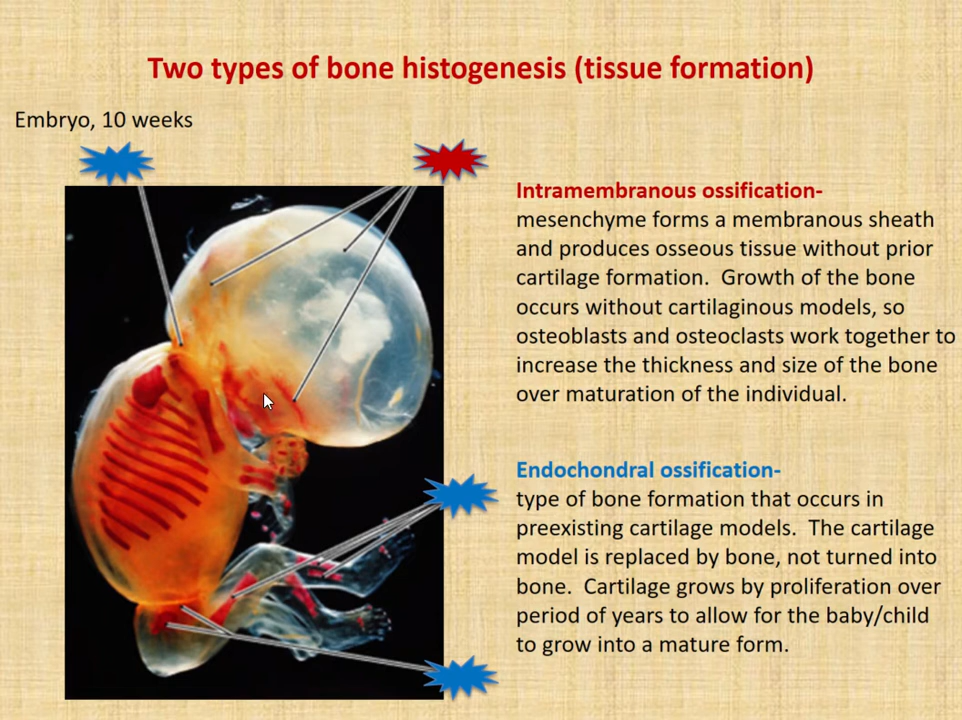 Two types of bone histogenesis (tissue formation)
Embryo, 10 weeks
Intramembranous ossification-
mesenchyme forms a membranous sheath
and produces osseous tissue without prior
cartilage formation.  Growth of the bone
occurs without cartilaginous models, so
osteoblasts and osteoclasts work together to
increase the thickness and size of the bone
over maturation of the individual.
Endochondral ossification-
type of bone formation that occurs in
preexisting cartilage models.  The cartilage
model is replaced by bone, not turned into
bone.  Cartilage grows by proliferation over
period of years to allow for the baby/child
to grow into a mature form.